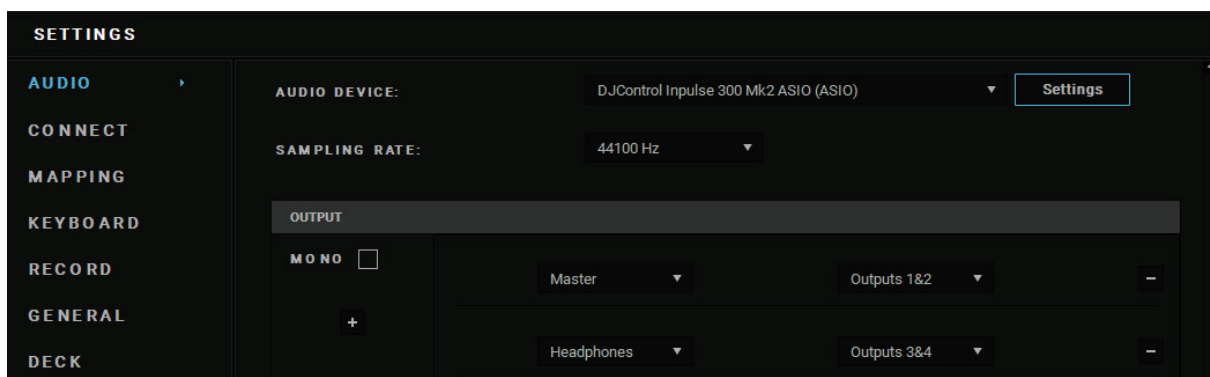 SETTINGS
AUDIO
CONNECT
MAPPING
KEYBOARD
RECORD
GENERAL
DECK
AUDIO DEVICE: DJControl Inpulse 300 Mk2 ASIO (ASIO) Settings
SAMPLING RATE: 44100 Hz
OUTPUT
MONO
+
Master Outputs 1&2 -
Headphones Outputs 3&4 -